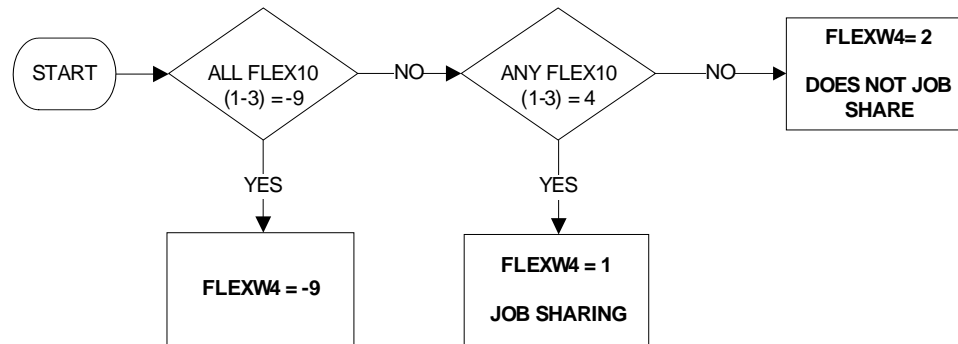 START
ALL FLEX10
(1-3) = -9
NO
ANY FLEX10
(1-3) = 4
NO
FLEXW4= 2
DOES NOT JOB
SHARE
YES
YES
FLEXW4 = -9
FLEXW4 = 1
JOB SHARING